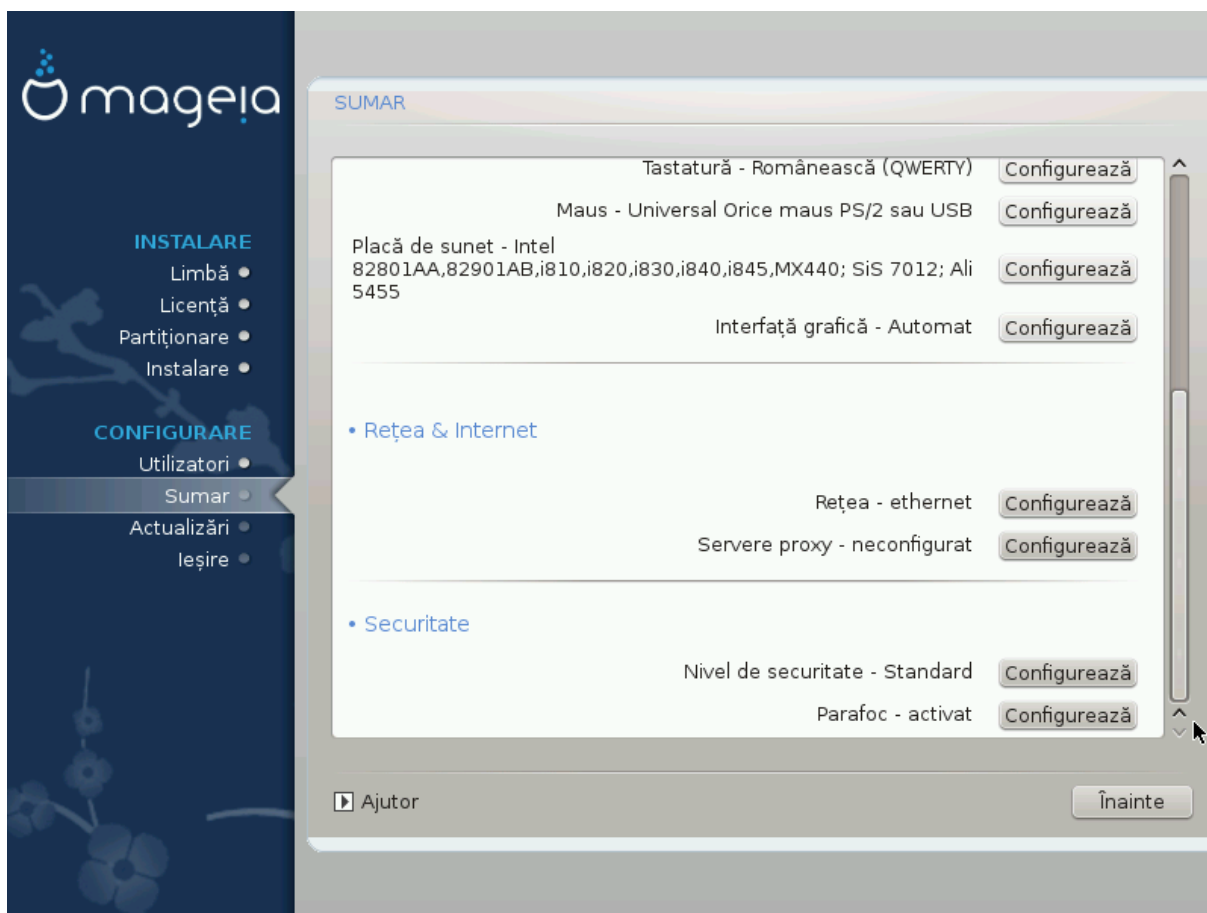 mageia
INSTALARE
Limbă
Licență
Partiționare
Instalare
CONFIGURARE
Utilizatori
Sumar
Actualizări
Ieșire
SUMAR
Tastatură - Românească (QWERTY) Configurează
Maus - Universal Orice maus PS/2 sau USB Configurează
Placă de sunet - Intel
82801AA,82901AB,i810,i820,i830,i840,i845,MX440; SiS 7012; Ali Configurează
5455
Interfață grafică - Automat Configurează
• Rețea & Internet
Rețea - ethernet Configurează
Servere proxy - neconfigurat Configurează
• Securitate
Nivel de securitate - Standard Configurează
Parafoc - activat Configurează
Ajutor
Înainte